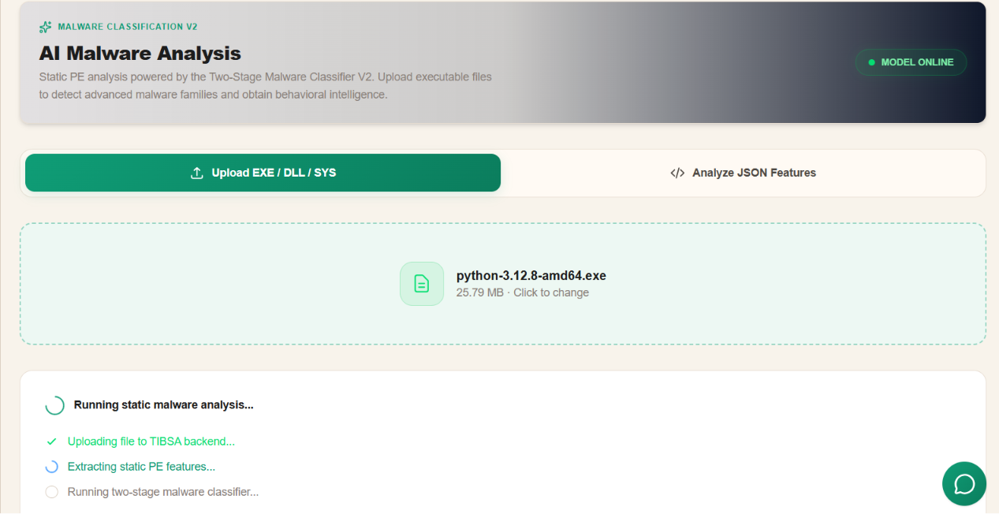 MALWARE CLASSIFICATION V2
AI Malware Analysis
Static PE analysis powered by the Two-Stage Malware Classifier V2. Upload executable files
to detect advanced malware families and obtain behavioral intelligence.
MODEL ONLINE
Upload EXE / DLL / SYS
</> Analyze JSON Features
python-3.12.8-amd64.exe
25.79 MB · Click to change
Running static malware analysis...
Uploading file to TIBSA backend...
Extracting static PE features...
Running two-stage malware classifier...